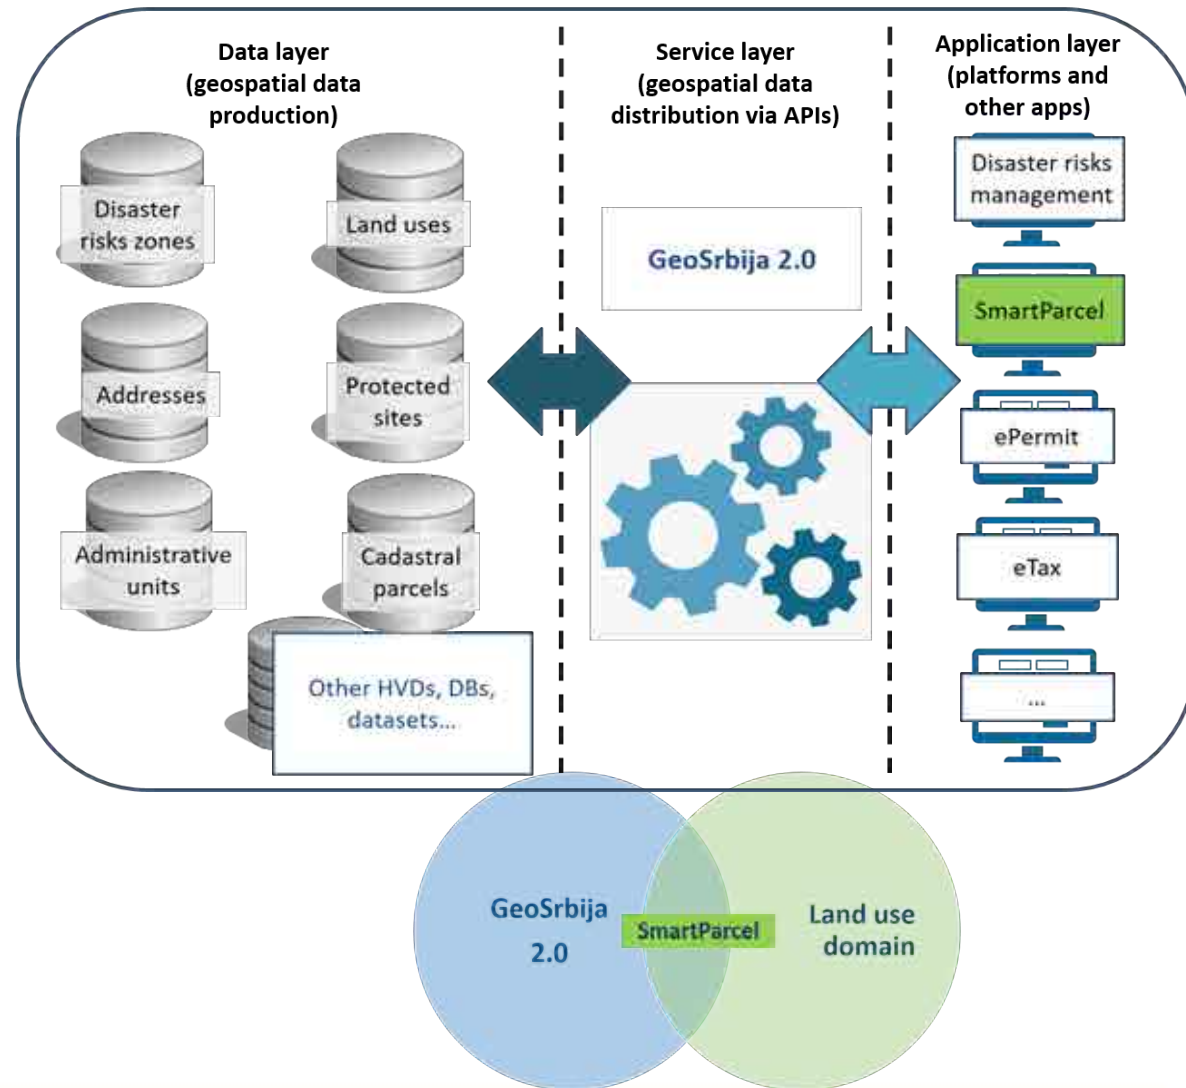 Data layer
(geospatial data
production)
Disaster
risks zones
Land uses
Addresses
Protected
sites
Administrative
units
Cadastral
parcels
Other HVDs, DBs,
datasets...
Service layer
(geospatial data
distribution via APIs)
GeoSrbija 2.0
Application layer
(platforms and
other apps)
Disaster risks
management
SmartParcel
ePermit
eTax
...
GeoSrbija
2.0
SmartParcel
Land use
domain